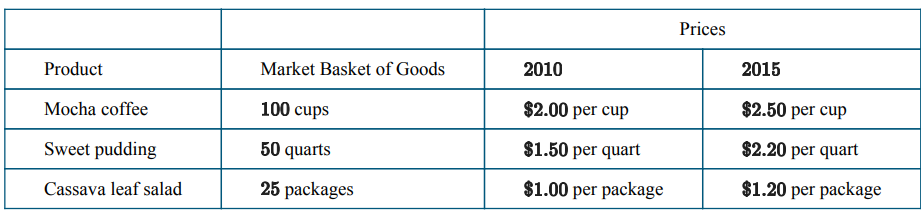 Prices
Product Market Basket of Goods 2010 2015
Mocha coffee 100 cups $2.00 per cup $2.50 per cup
Sweet pudding 50 quarts $1.50 per quart $2.20 per quart
Cassava leaf salad 25 packages $1.00 per package $1.20 per package